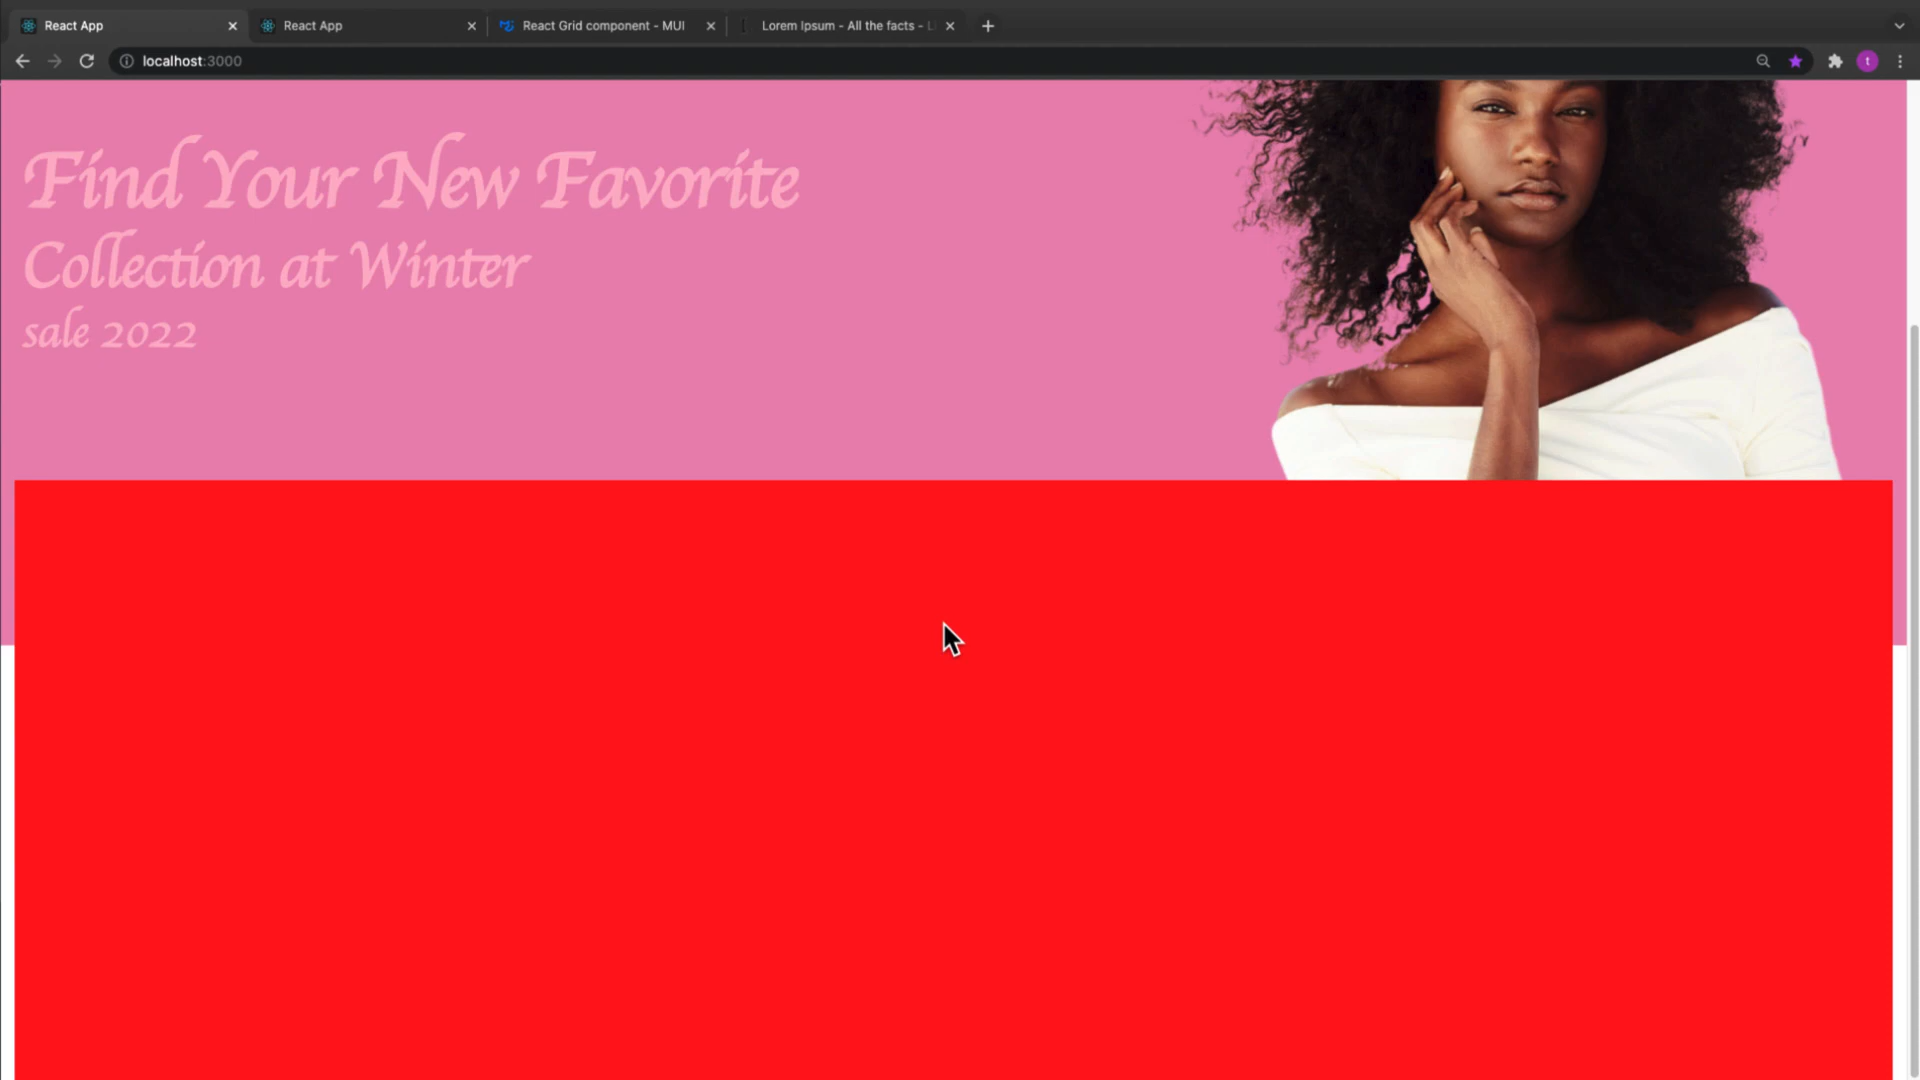 React App
React App
React Grid component - MUI
Lorem Ipsum - All the facts - L
localhost:3000
t
Find Your New Favorite
Collection at Winter
sale 2022